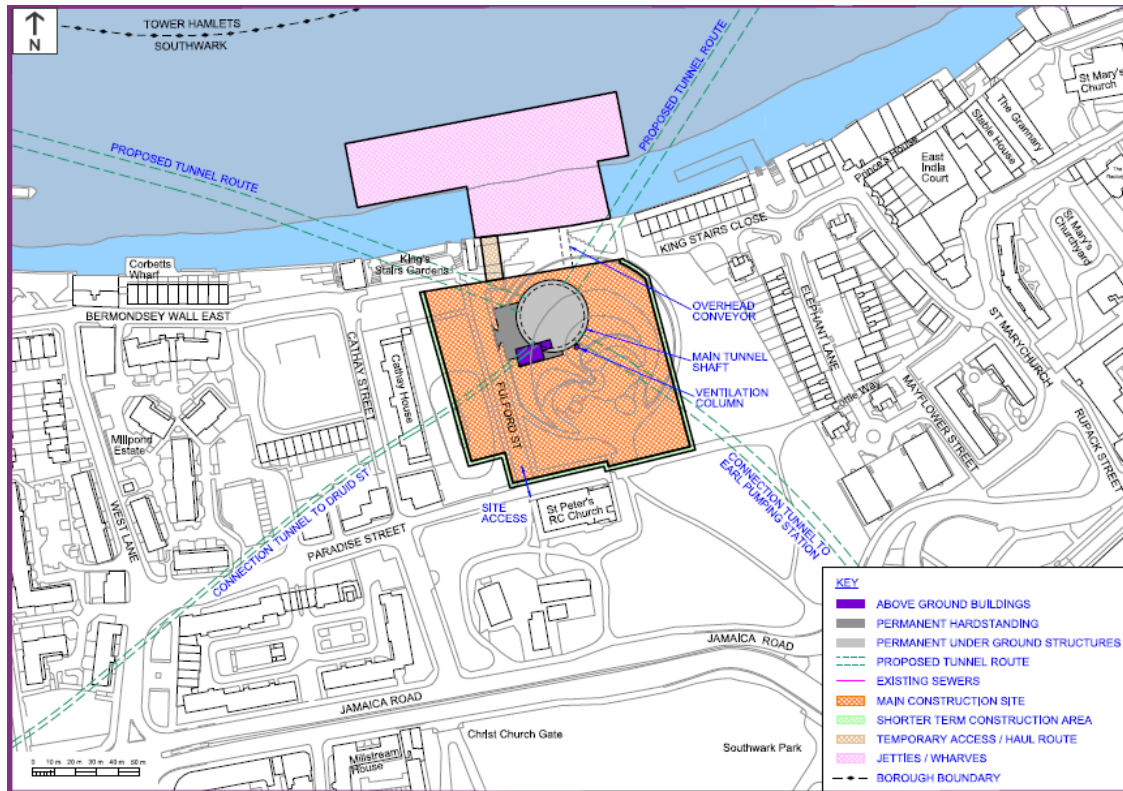 TOWER HAMLETS
SOUTHWARK
N
PROPOSED TUNNEL ROUTE
PROPOSED TUNNEL ROUTE
St Mary's
Church
The Grannary
Stable House
East
India
Court
Prince's House
St Mary's
Churchyard
KING STAIRS CLOSE
King's
Stairs Gardens
Corbetts
Wharf
BERMONDSEY WALL EAST
CATHAY STREET
Cathay House
FULFORD ST
OVERHEAD
CONVEYOR
MAIN TUNNEL
SHAFT
VENTILATION
COLUMN
ELEPHANT LANE
ST MARYCHURCH
MAYFLOWER STREET
RUPACK STREET
Millpond
Estate
WEST LANE
CONNECTION TUNNEL TO DRUID ST
CONNECTION TUNNEL TO
EARL PUMPING STATION
SITE
ACCESS
St Peter's
RC Church
PARADISE STREET
JAMAICA ROAD
JAMAICA ROAD
Christ Church Gate
Southwark Park
Millstream
House
0 10 m 20 m 30 m 40 m 50 m
KEY
ABOVE GROUND BUILDINGS
PERMANENT HARDSTANDING
PERMANENT UNDER GROUND STRUCTURES
PROPOSED TUNNEL ROUTE
EXISTING SEWERS
MAIN CONSTRUCTION SITE
SHORTER TERM CONSTRUCTION AREA
TEMPORARY ACCESS / HAUL ROUTE
JETTIES / WHARVES
BOROUGH BOUNDARY